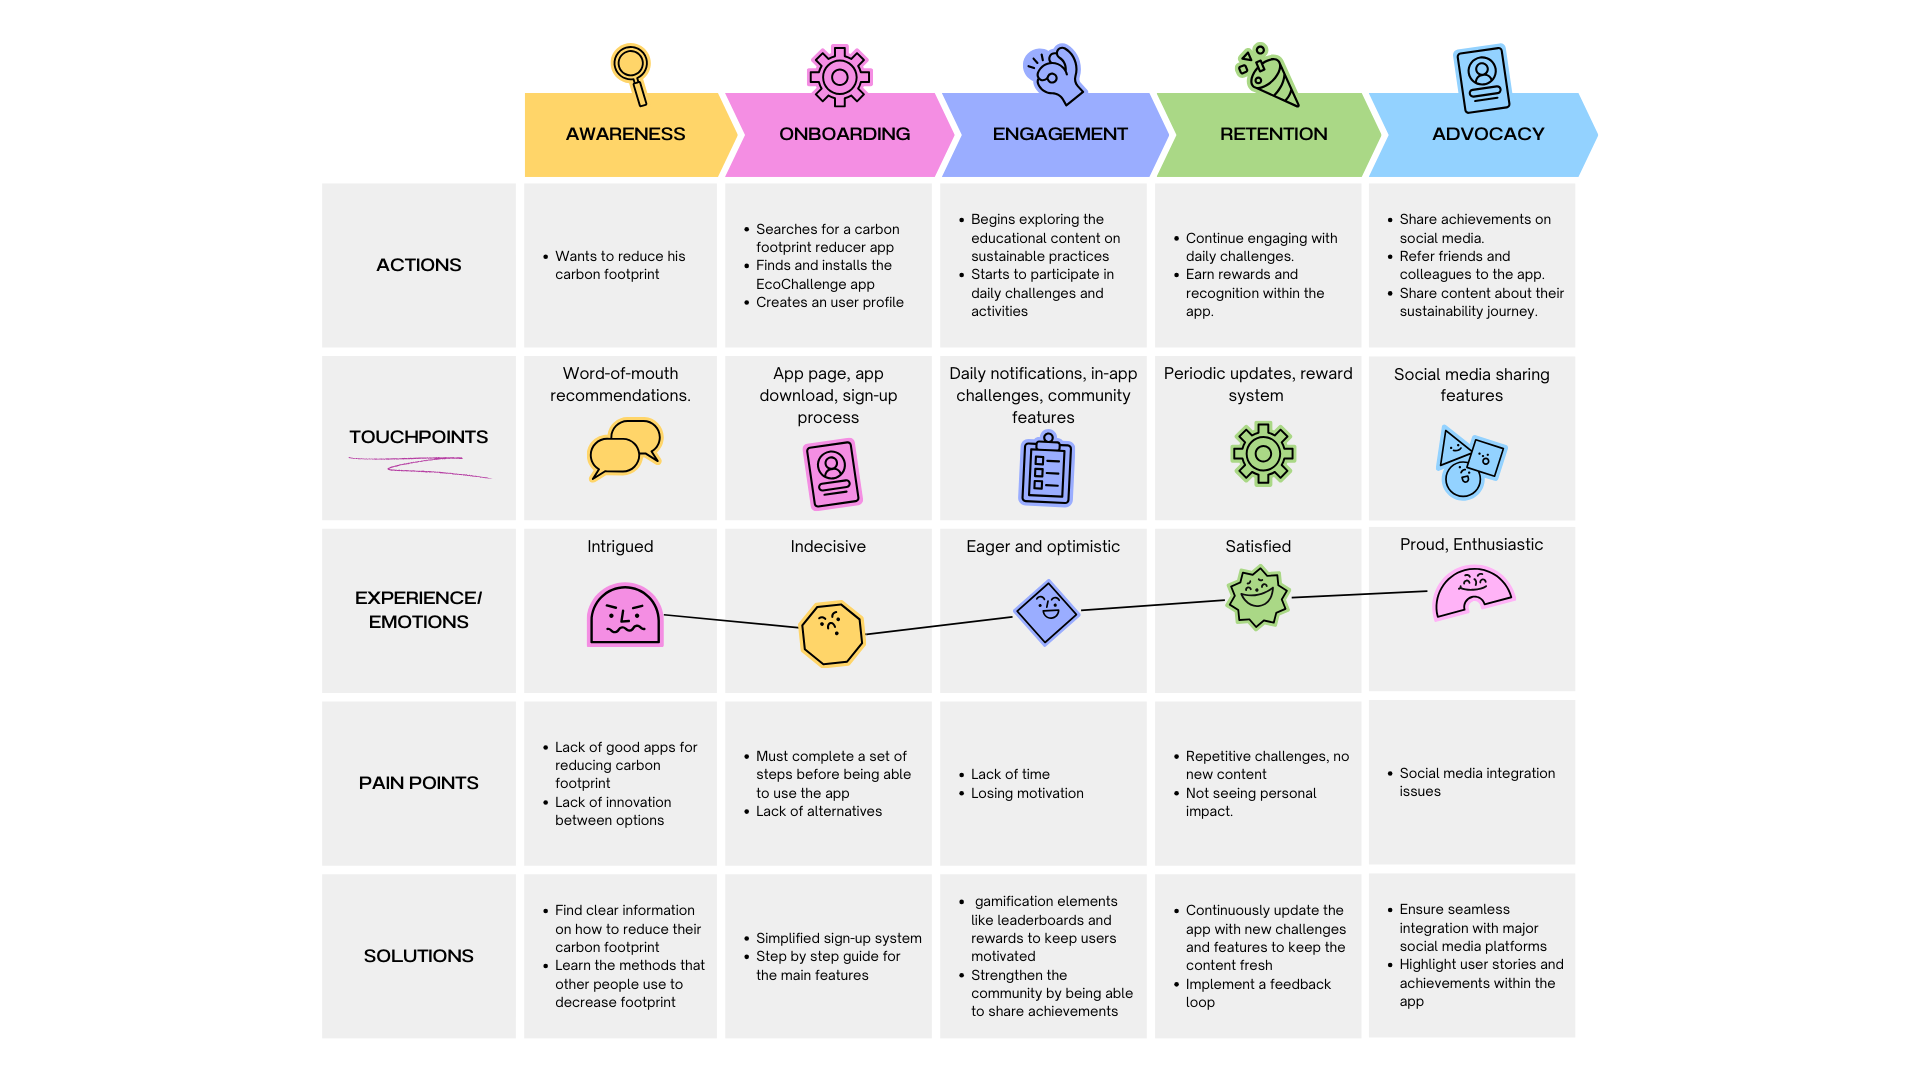 AWARENESS
ONBOARDING
ENGAGEMENT
RETENTION
ADVOCACY
ACTIONS
• Wants to reduce his
carbon footprint
• Searches for a carbon
footprint reducer app
• Finds and installs the
EcoChallenge app
• Creates an user profile
• Begins exploring the
educational content on
sustainable practices
• Starts to participate in
daily challenges and
activities
• Continue engaging with
daily challenges.
• Earn rewards and
recognition within the
app.
• Share achievements on
social media.
• Refer friends and
colleagues to the app.
• Share content about their
sustainability journey.
TOUCHPOINTS
Word-of-mouth
recommendations.
App page, app
download, sign-up
process
Daily notifications, in-app
challenges, community
features
Periodic updates, reward
system
Social media sharing
features
EXPERIENCE/
EMOTIONS
Intrigued
Indecisive
Eager and optimistic
Satisfied
Proud, Enthusiastic
PAIN POINTS
• Lack of good apps for
reducing carbon
footprint
• Lack of innovation
between options
• Must complete a set of
steps before being able
to use the app
• Lack of alternatives
• Lack of time
• Losing motivation
• Repetitive challenges, no
new content
• Not seeing personal
impact.
• Social media integration
issues
SOLUTIONS
• Find clear information
on how to reduce their
carbon footprint
• Learn the methods that
other people use to
decrease footprint
• Simplified sign-up system
• Step by step guide for
the main features
• gamification elements
like leaderboards and
rewards to keep users
motivated
• Strengthen the
community by being able
to share achievements
• Continuously update the
app with new challenges
and features to keep the
content fresh
• Implement a feedback
loop
• Ensure seamless
integration with major
social media platforms
• Highlight user stories and
achievements within the
app